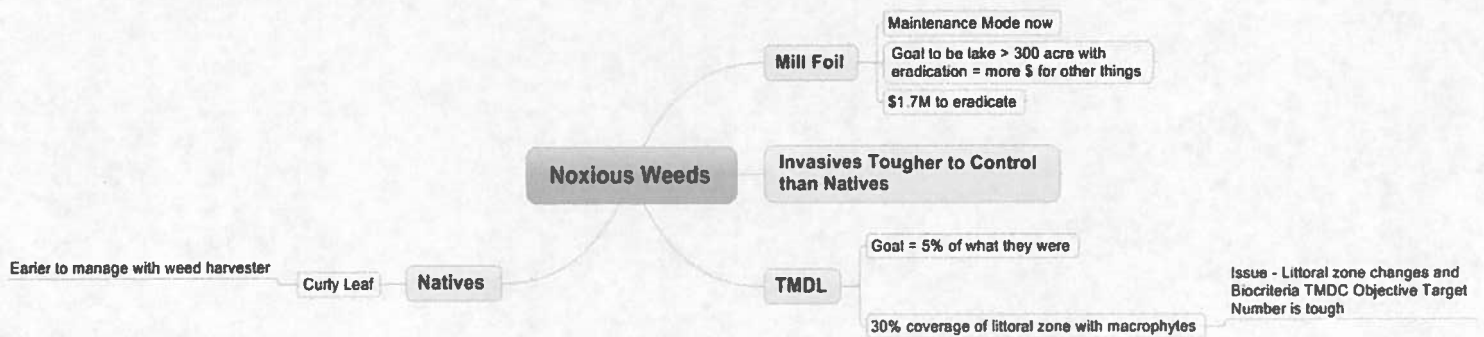 Maintenance Mode now
Mill Foil
Goal to be lake > 300 acre with
eradication = more $ for other things
$1.7M to eradicate
Noxious Weeds
Invasives Tougher to Control
than Natives
TMDL
Goal = 5% of what they were
30% coverage of littoral zone with macrophytes
Issue - Littoral zone changes and
Biocriteria TMDC Objective Target
Number is tough
Natives
Curly Leaf
Earier to manage with weed harvester